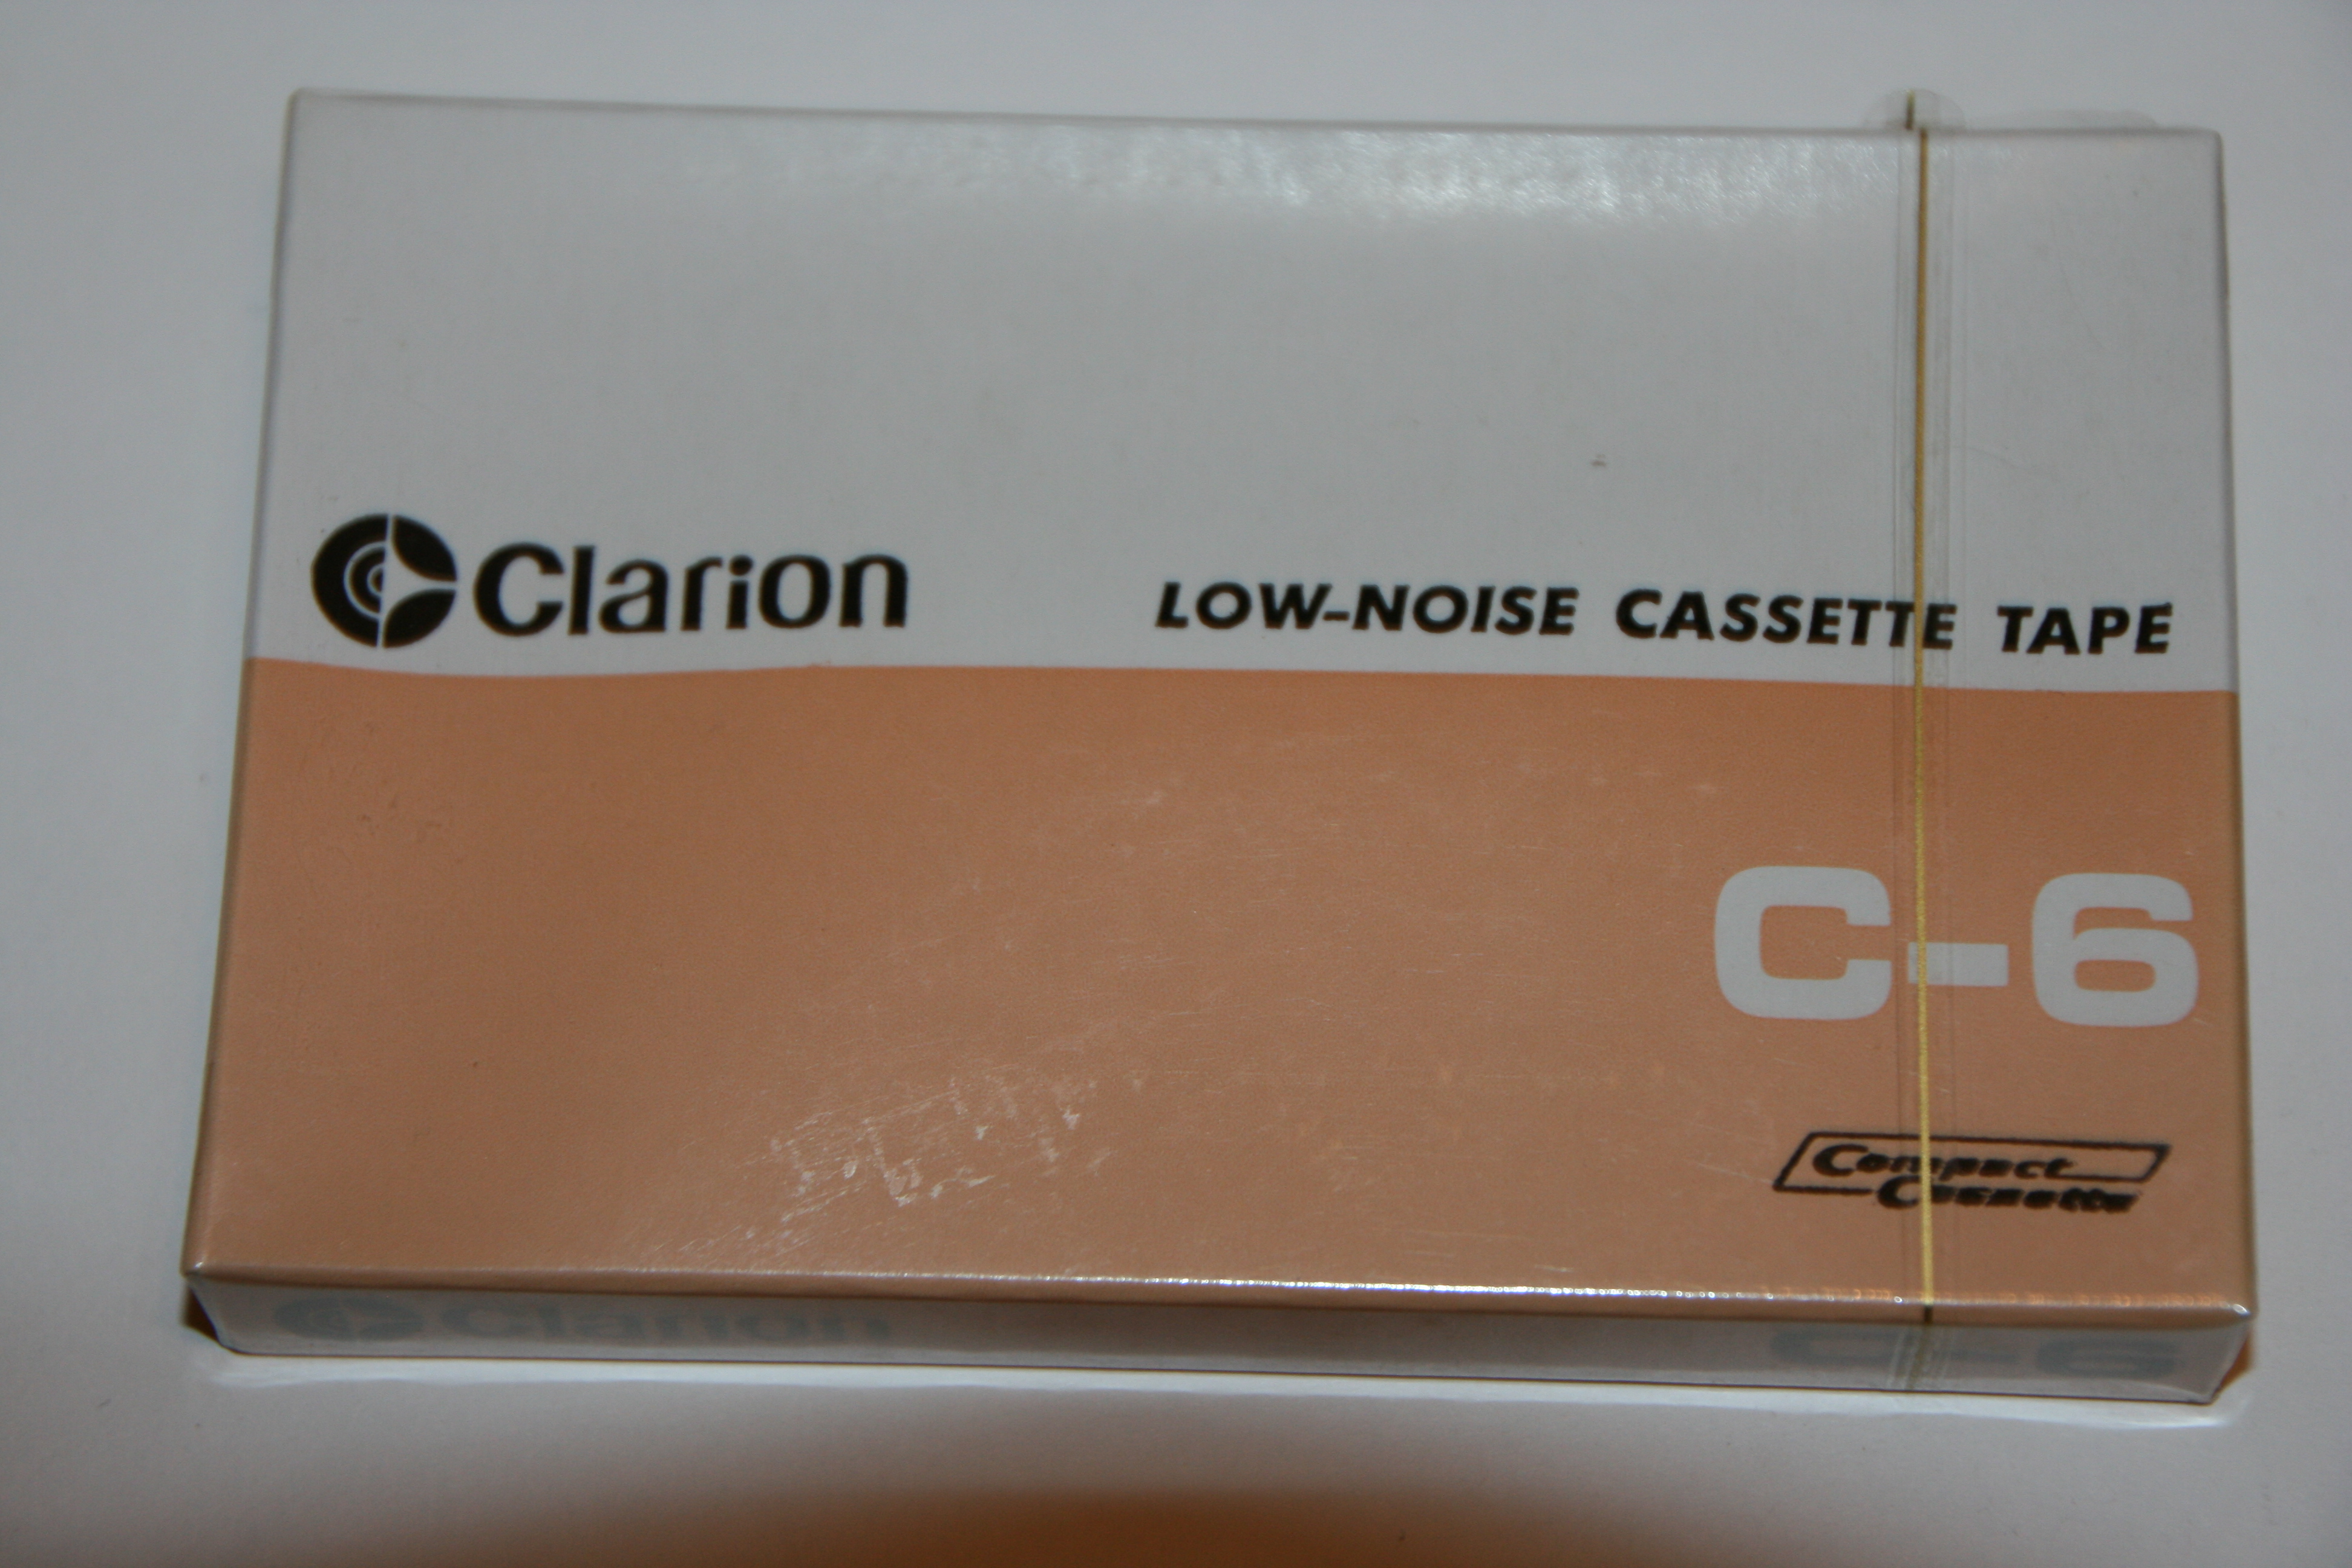 Clarion
LOW-NOISE CASSETTE TAPE
C-6
Compact
Cassette
Clarion
C-6